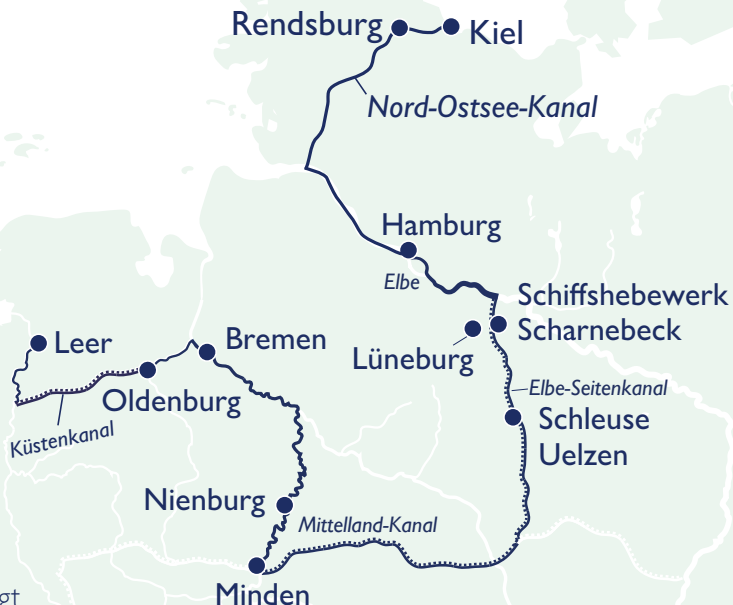 Rendsburg
Kiel
Nord-Ostsee-Kanal
Hamburg
Elbe
Schiffshebewerk
Scharnebeck
Lüneburg
Leer
Bremen
Oldenburg
Küstenkanal
Elbe-Seitenkanal
Schleuse
Uelzen
Nienburg
Mittelland-Kanal
Minden